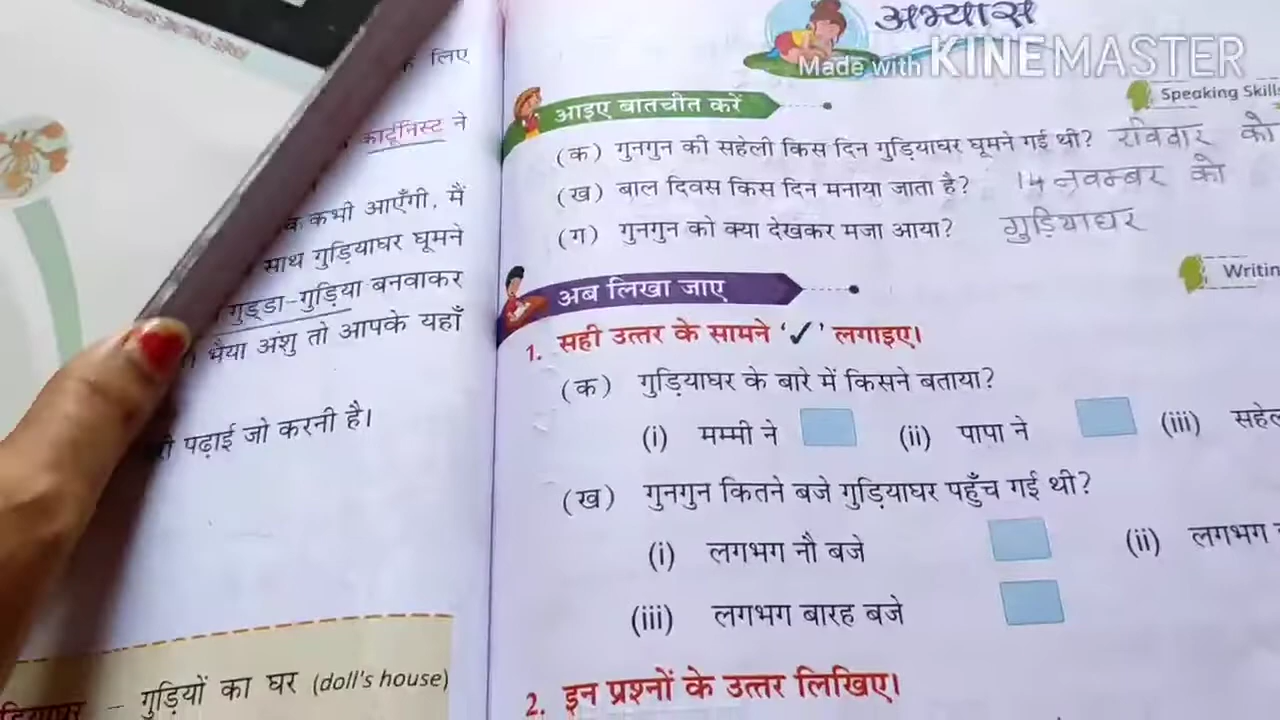 लिए
कार्टूनिस्ट ने
कभी आएँगी, मैं
साथ गुड़ियाघर घूमने
गुड्डा-गुड़िया बनवाकर
भैया अंशु तो आपके यहाँ
पढ़ाई जो करनी है।
गुड़ियों का घर (doll's house)
अभ्यास
Made with KINEMASTER
आइए बातचीत करें
Speaking Skills
(क) गुनगुन की सहेली किस दिन गुड़ियाघर घूमने गई थी? रविवार को
(ख) बाल दिवस किस दिन मनाया जाता है? 14 नवम्बर को
(ग) गुनगुन को क्या देखकर मजा आया? गुड़ियाघर
अब लिखा जाए
1. सही उत्तर के सामने ‘✓’ लगाइए।
(क) गुड़ियाघर के बारे में किसने बताया?
(i) मम्मी ने (ii) पापा ने (iii)
(ख) गुनगुन कितने बजे गुड़ियाघर पहुँच गई थी?
(i) लगभग नौ बजे (ii) लगभग
(iii) लगभग बारह बजे
2. इन प्रश्नों के उत्तर लिखिए।